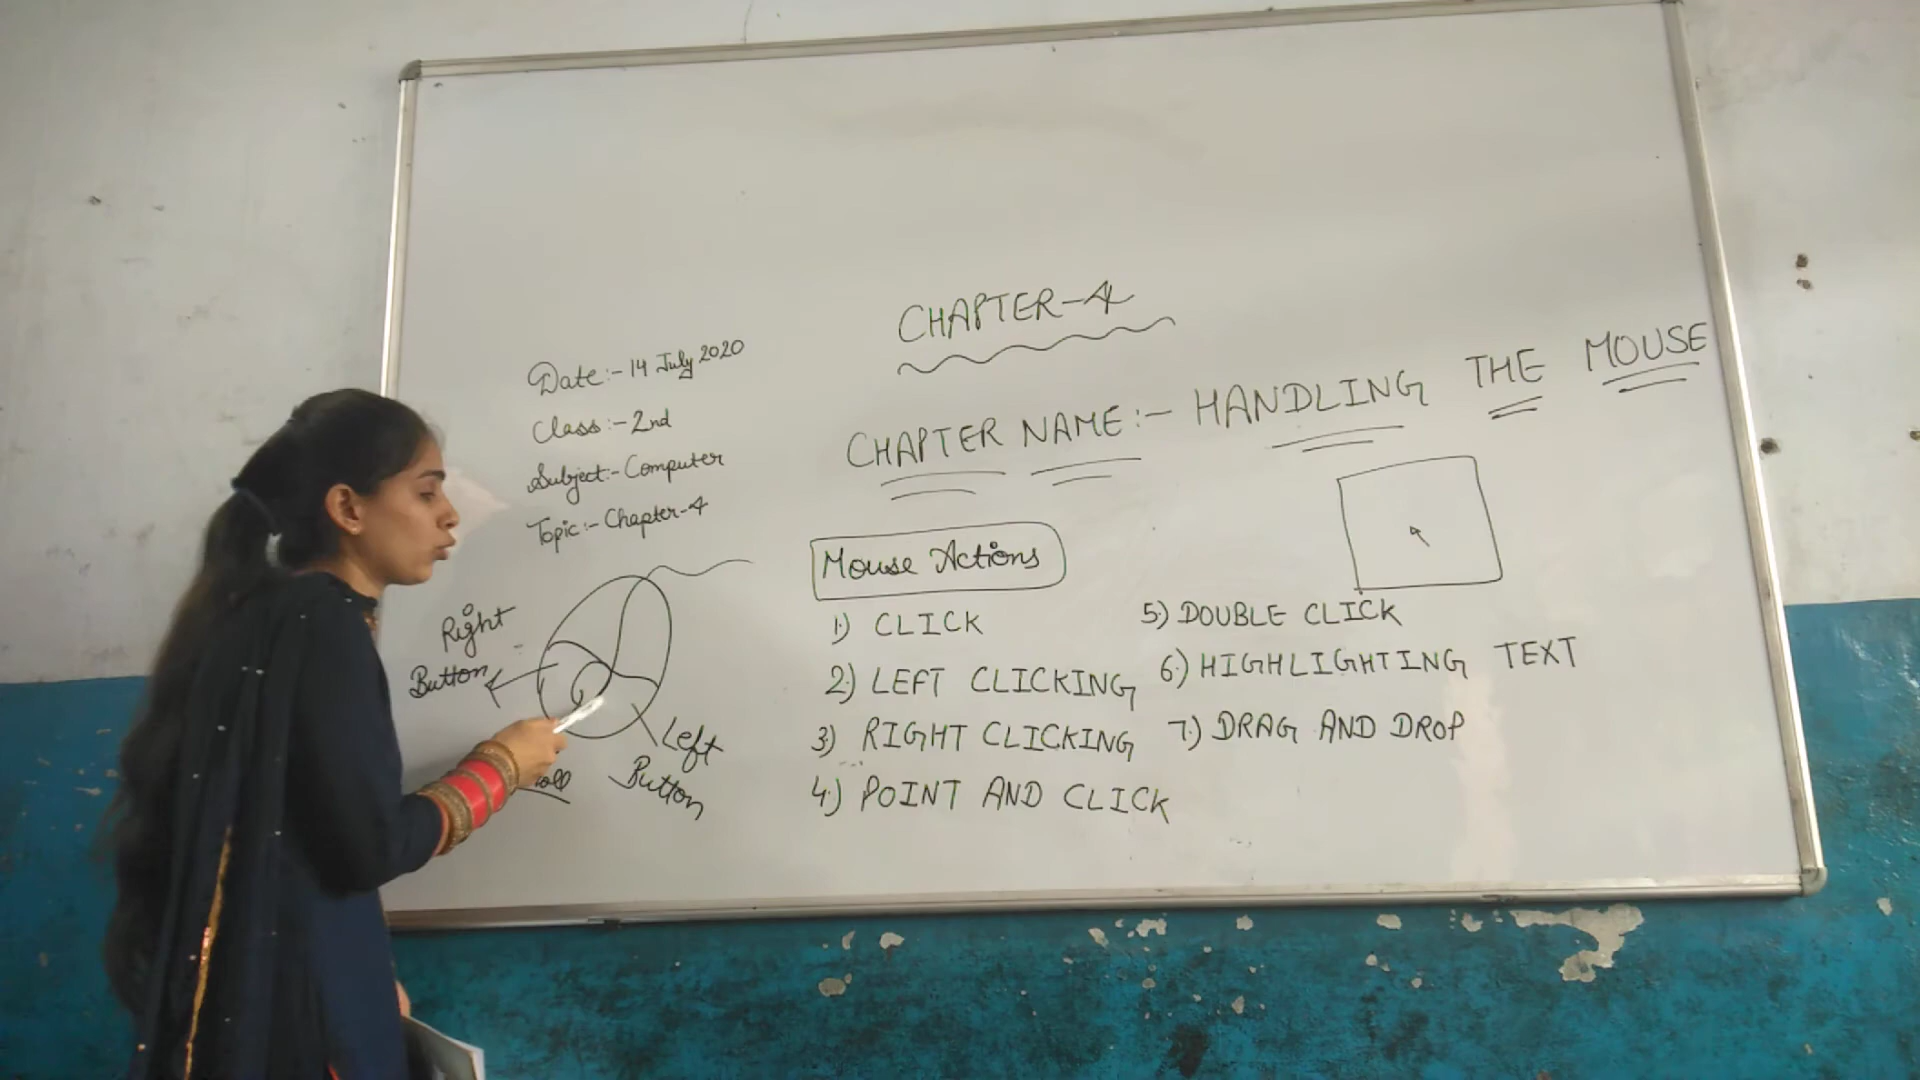 CHAPTER-4
Date:- 14 July 2020
Class:- 2nd
Subject:- Computer
Topic:- Chapter-4
CHAPTER NAME:- HANDLING THE MOUSE
Mouse Actions
1) CLICK
2) LEFT CLICKING
3) RIGHT CLICKING
4) POINT AND CLICK
5) DOUBLE CLICK
6) HIGHLIGHTING TEXT
7) DRAG AND DROP
Right
Button
Left
Button